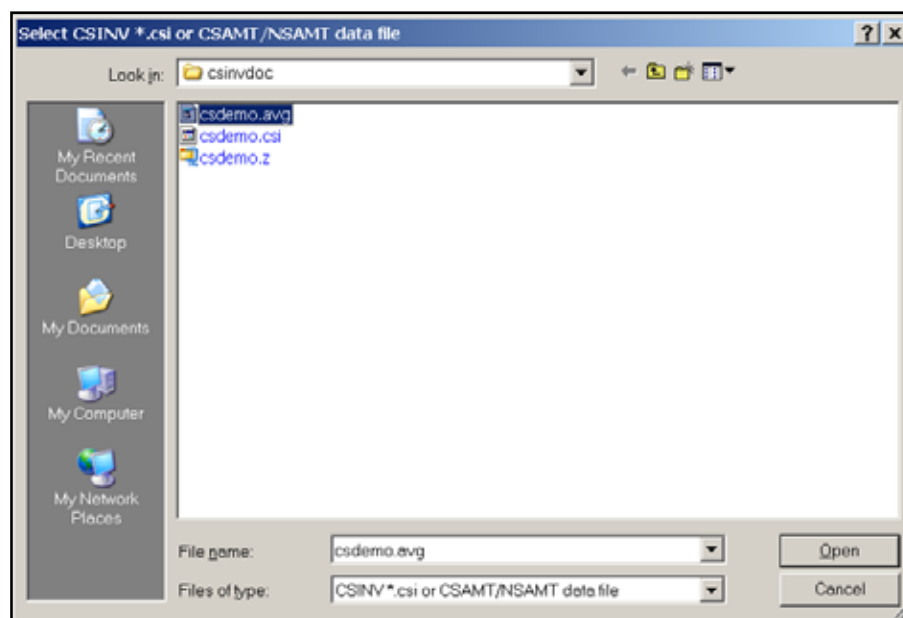 Select CSINV *.csi or CSAMT/NSAMT data file
Look in: csinvdoc
csdemo.avg
csdemo.csi
csdemo.z
My Recent
Documents
Desktop
My Documents
My Computer
My Network
Places
File name: csdemo.avg
Open
Files of type: CSINV *.csi or CSAMT/NSAMT data file
Cancel